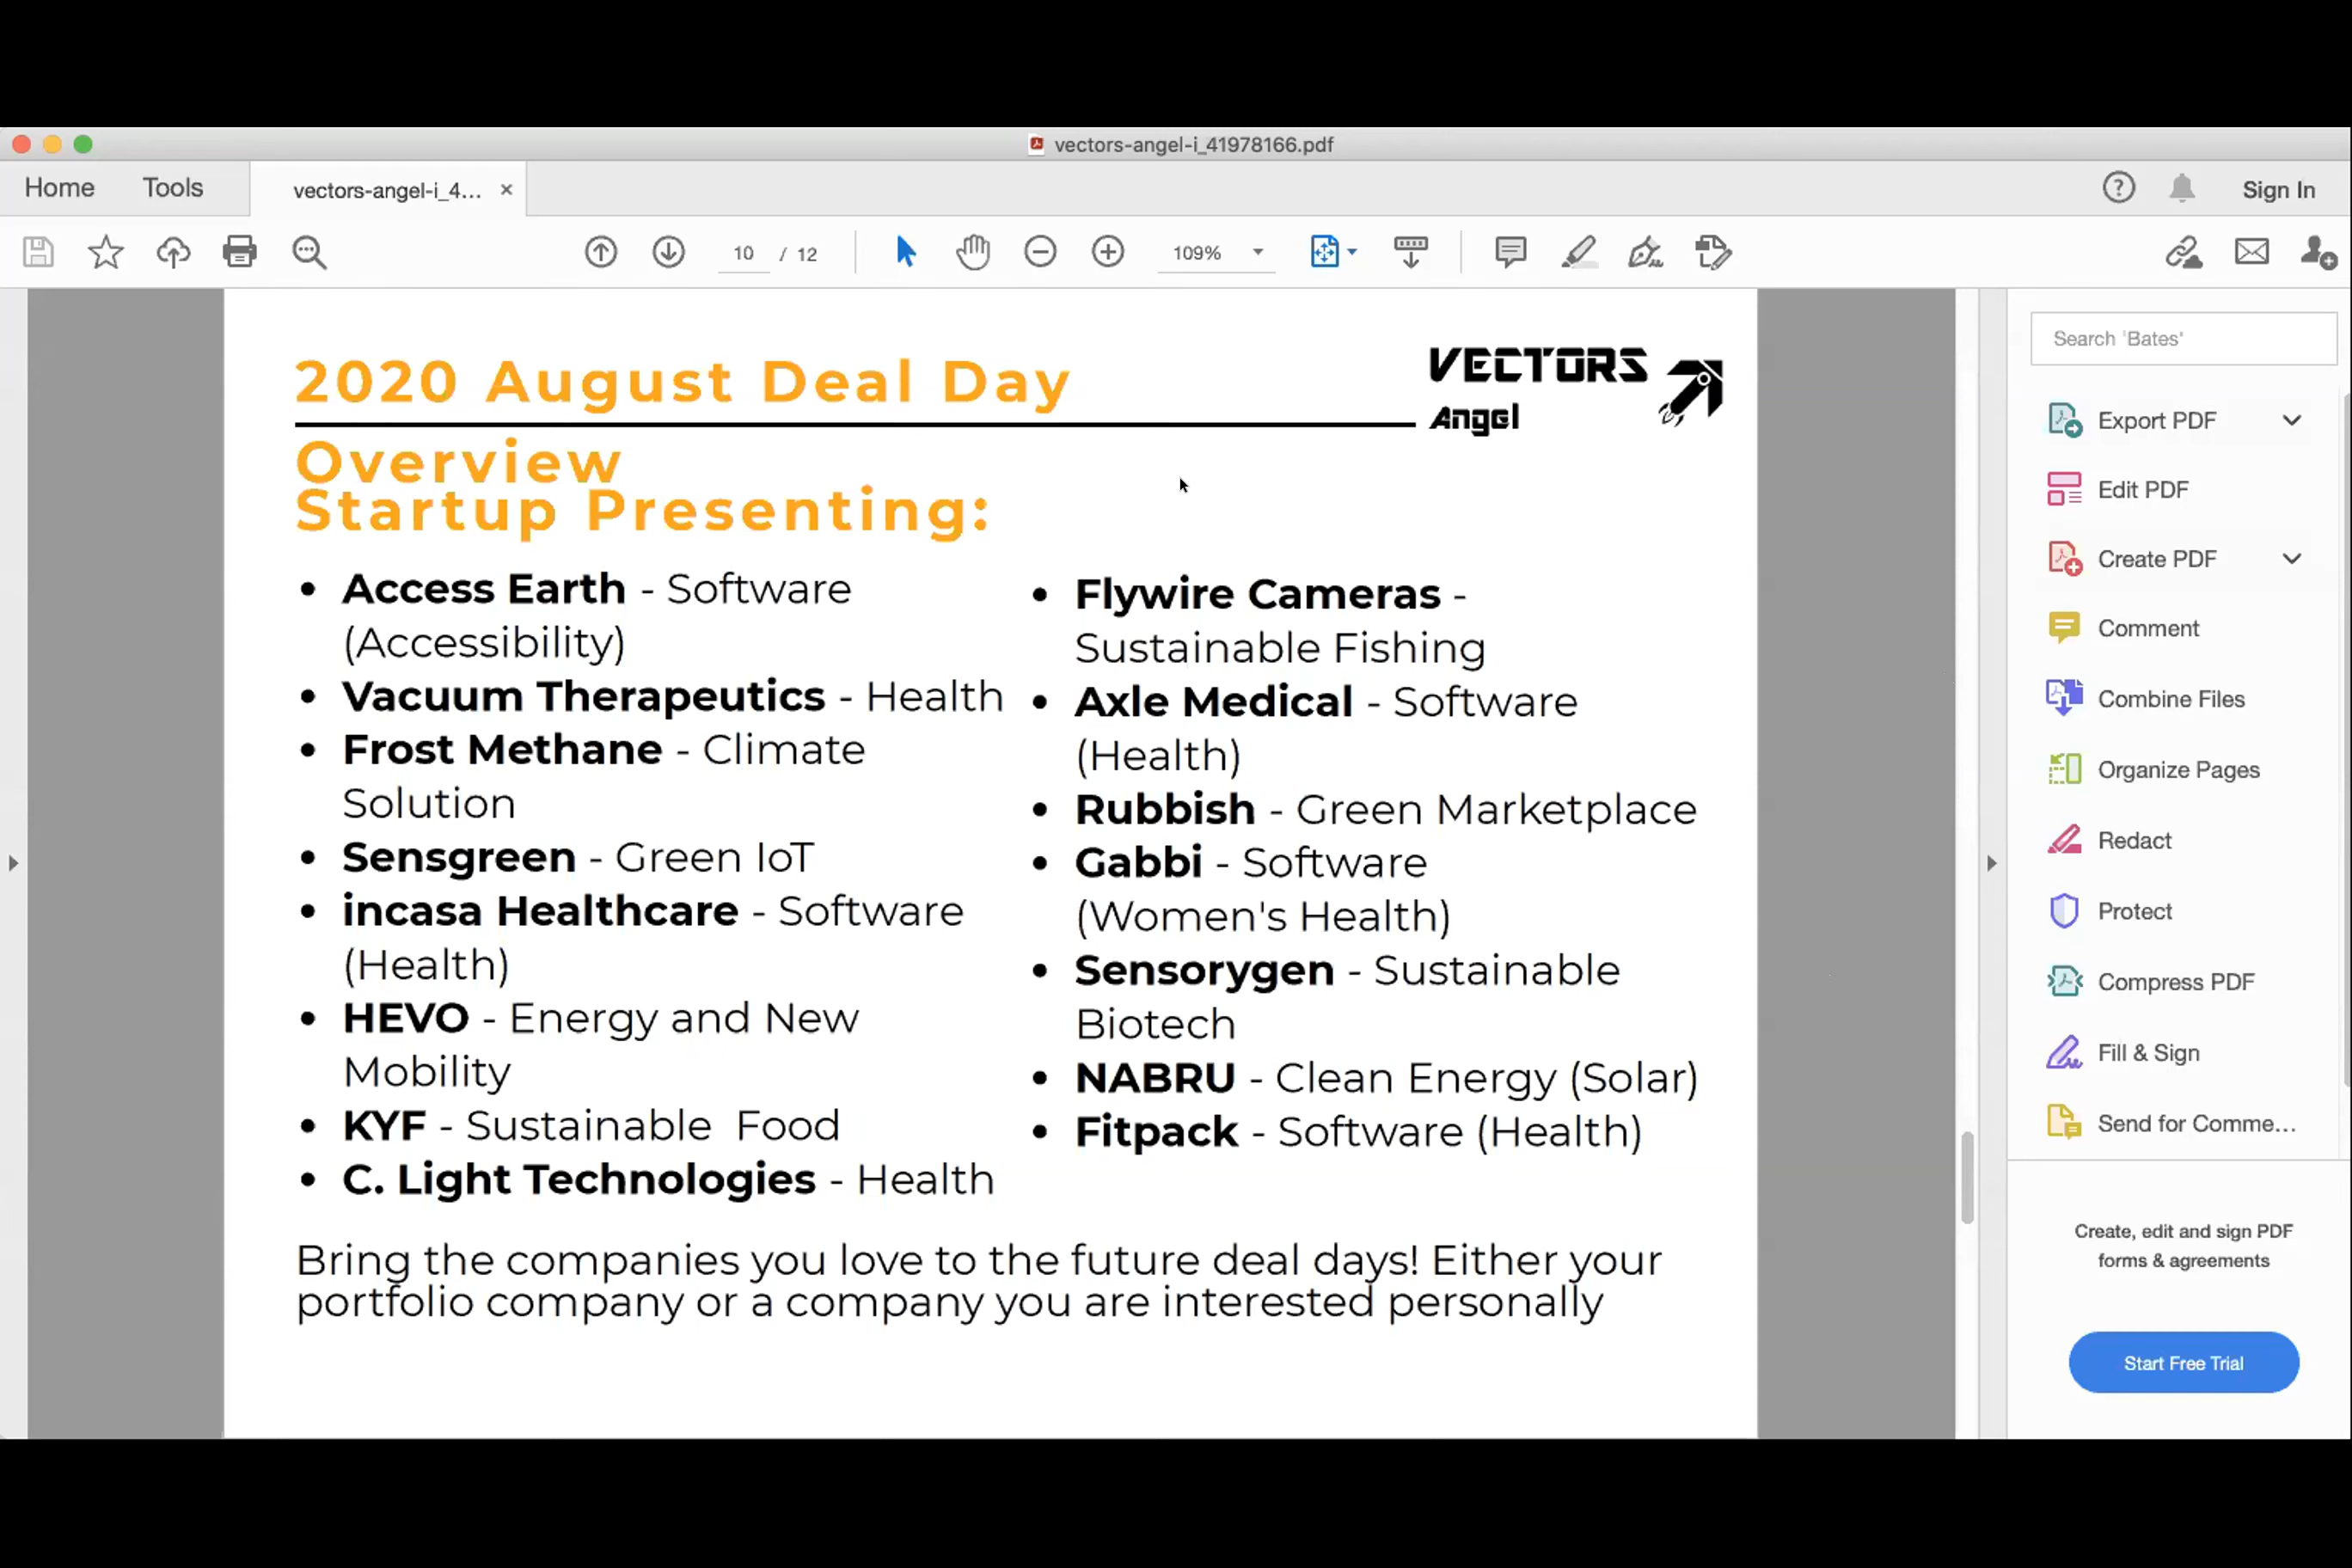 vectors-angel-i_41978166.pdf
Home
Tools
vectors-angel-i_4... ×
Sign In
10 / 12
109%
2020 August Deal Day
VECTORS
Angel
Overview
Startup Presenting:
• Access Earth - Software
(Accessibility)
• Vacuum Therapeutics - Health
• Frost Methane - Climate
Solution
• Sensgreen - Green IoT
• incasa Healthcare - Software
(Health)
• HEVO - Energy and New
Mobility
• KYF - Sustainable  Food
• C. Light Technologies - Health
• Flywire Cameras -
Sustainable Fishing
• Axle Medical - Software
(Health)
• Rubbish - Green Marketplace
• Gabbi - Software
(Women's Health)
• Sensorygen - Sustainable
Biotech
• NABRU - Clean Energy (Solar)
• Fitpack - Software (Health)
Bring the companies you love to the future deal days! Either your
portfolio company or a company you are interested personally
Search 'Bates'
Export PDF
Edit PDF
Create PDF
Comment
Combine Files
Organize Pages
Redact
Protect
Compress PDF
Fill & Sign
Send for Comme...
Create, edit and sign PDF
forms & agreements
Start Free Trial